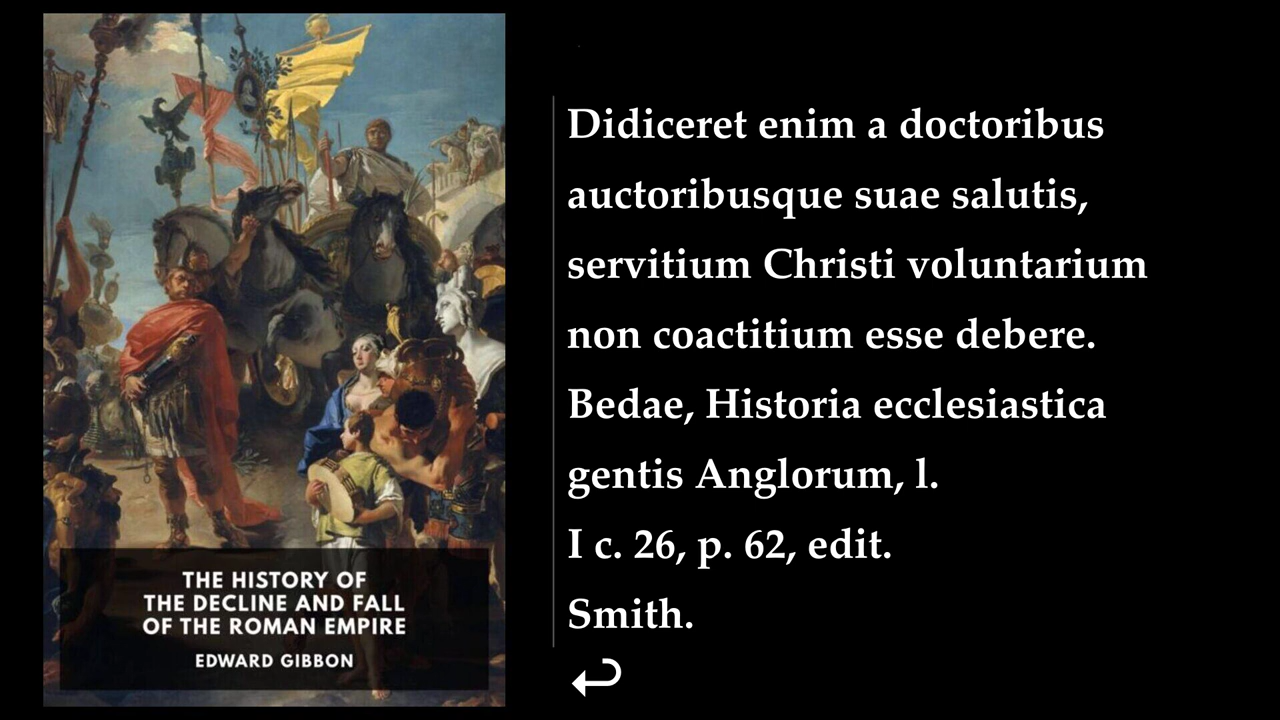 THE HISTORY OF
THE DECLINE AND FALL
OF THE ROMAN EMPIRE
EDWARD GIBBON
Didiceret enim a doctoribus
auctoribusque suae salutis,
servitium Christi voluntarium
non coactitium esse debere.
Bedae, Historia ecclesiastica
gentis Anglorum, l.
I c. 26, p. 62, edit.
Smith.
↩